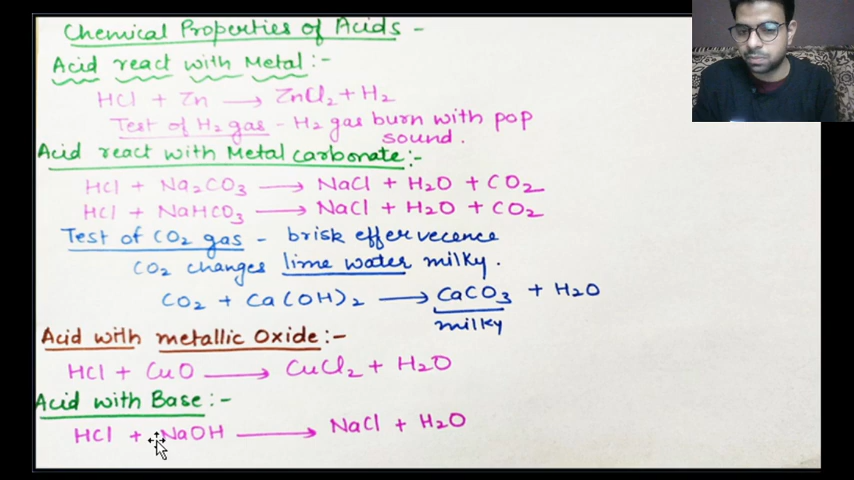 Chemical Properties of Acids -
Acid react with Metal :-
HCl + Zn → ZnCl2 + H2
Test of H2 gas - H2 gas burn with pop
sound.
Acid react with Metal carbonate :-
HCl + Na2CO3 → NaCl + H2O + CO2
HCl + NaHCO3 → NaCl + H2O + CO2
Test of CO2 gas - brisk effervecence
CO2 changes lime water milky.
CO2 + Ca(OH)2 → CaCO3 + H2O
milky
Acid with metallic Oxide :-
HCl + CuO → CuCl2 + H2O
Acid with Base :-
HCl + NaOH → NaCl + H2O